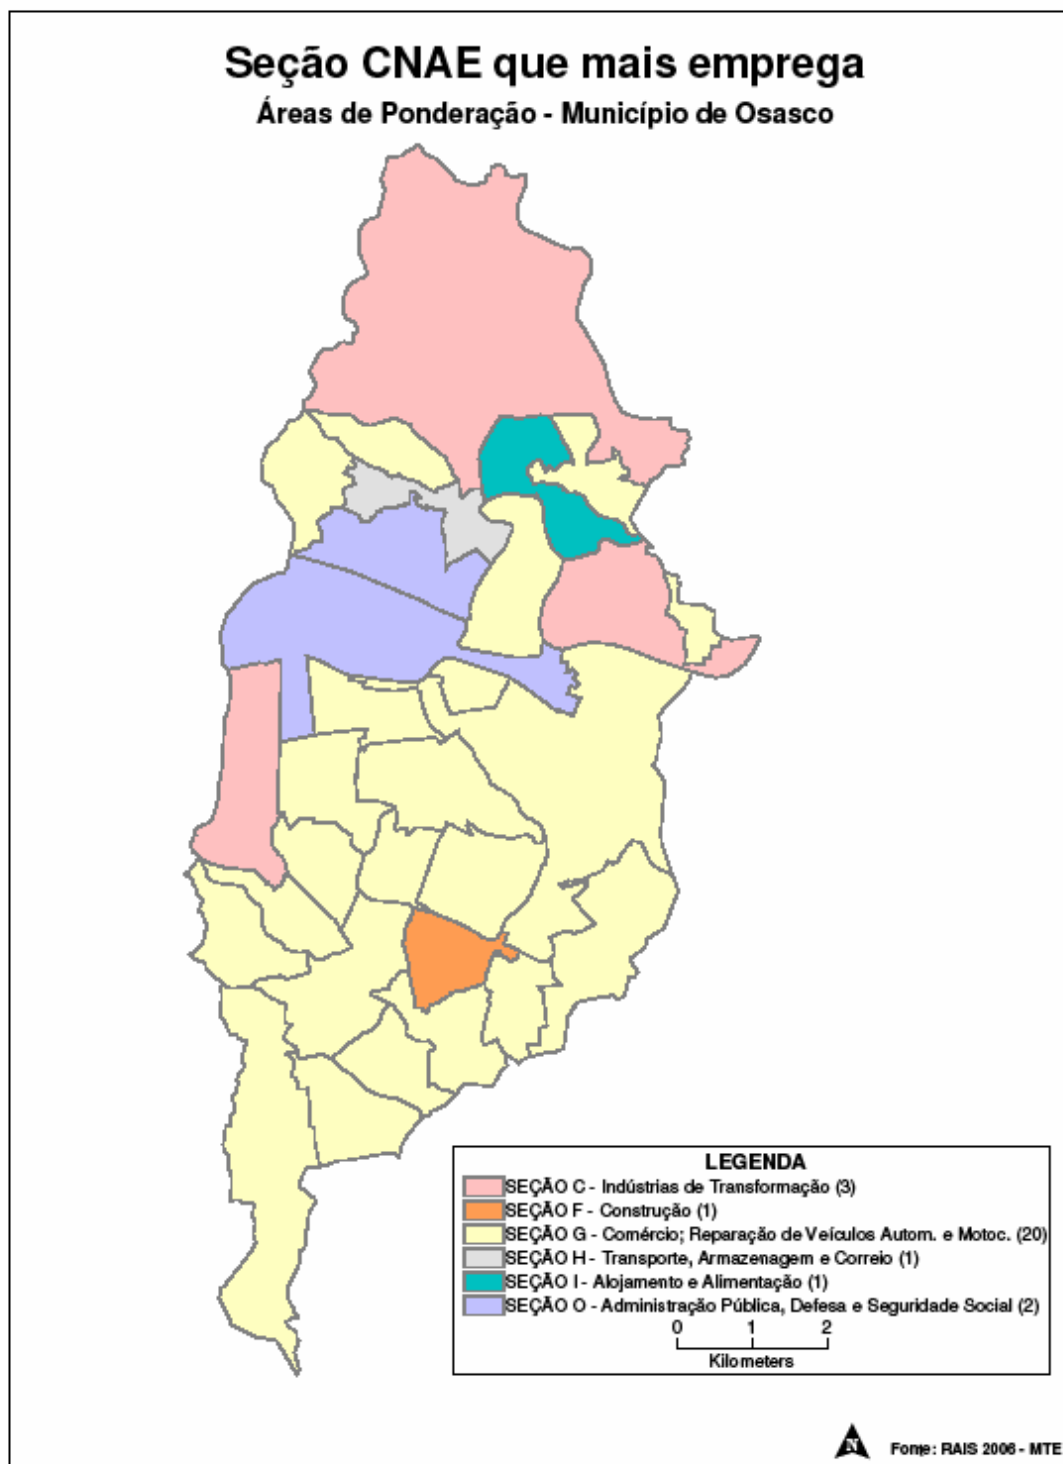 Seção CNAE que mais emprega
Áreas de Ponderação - Município de Osasco
LEGENDA
SEÇÃO C - Indústrias de Transformação (3)
SEÇÃO F - Construção (1)
SEÇÃO G - Comércio; Reparação de Veículos Autom. e Motoc. (20)
SEÇÃO H - Transporte, Armazenagem e Correio (1)
SEÇÃO I - Alojamento e Alimentação (1)
SEÇÃO O - Administração Pública, Defesa e Seguridade Social (2)
0 1 2
Kilometers
N
Fonte: RAIS 2006 - MTE